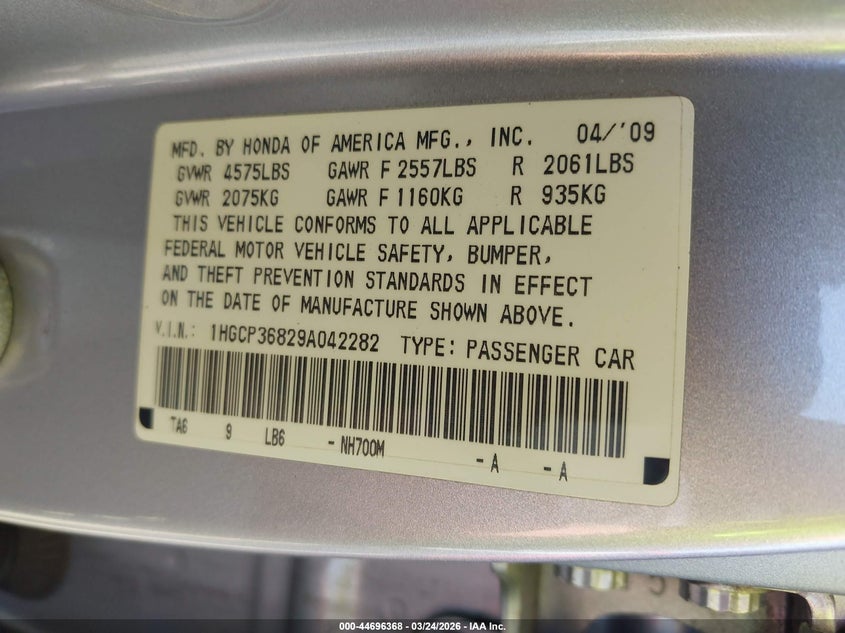 MFD. BY HONDA OF AMERICA MFG., INC. 04/'09
GVWR 4575LBS GAWR F 2557LBS R 2061LBS
GVWR 2075KG GAWR F 1160KG R 935KG
THIS VEHICLE CONFORMS TO ALL APPLICABLE
FEDERAL MOTOR VEHICLE SAFETY, BUMPER,
AND THEFT PREVENTION STANDARDS IN EFFECT
ON THE DATE OF MANUFACTURE SHOWN ABOVE.
V.I.N.: 1HGCP36829A042282 TYPE: PASSENGER CAR
TA6 9 LB6 - NH700M - A - A
000-44696368 - 03/24/2026 - IAA Inc.